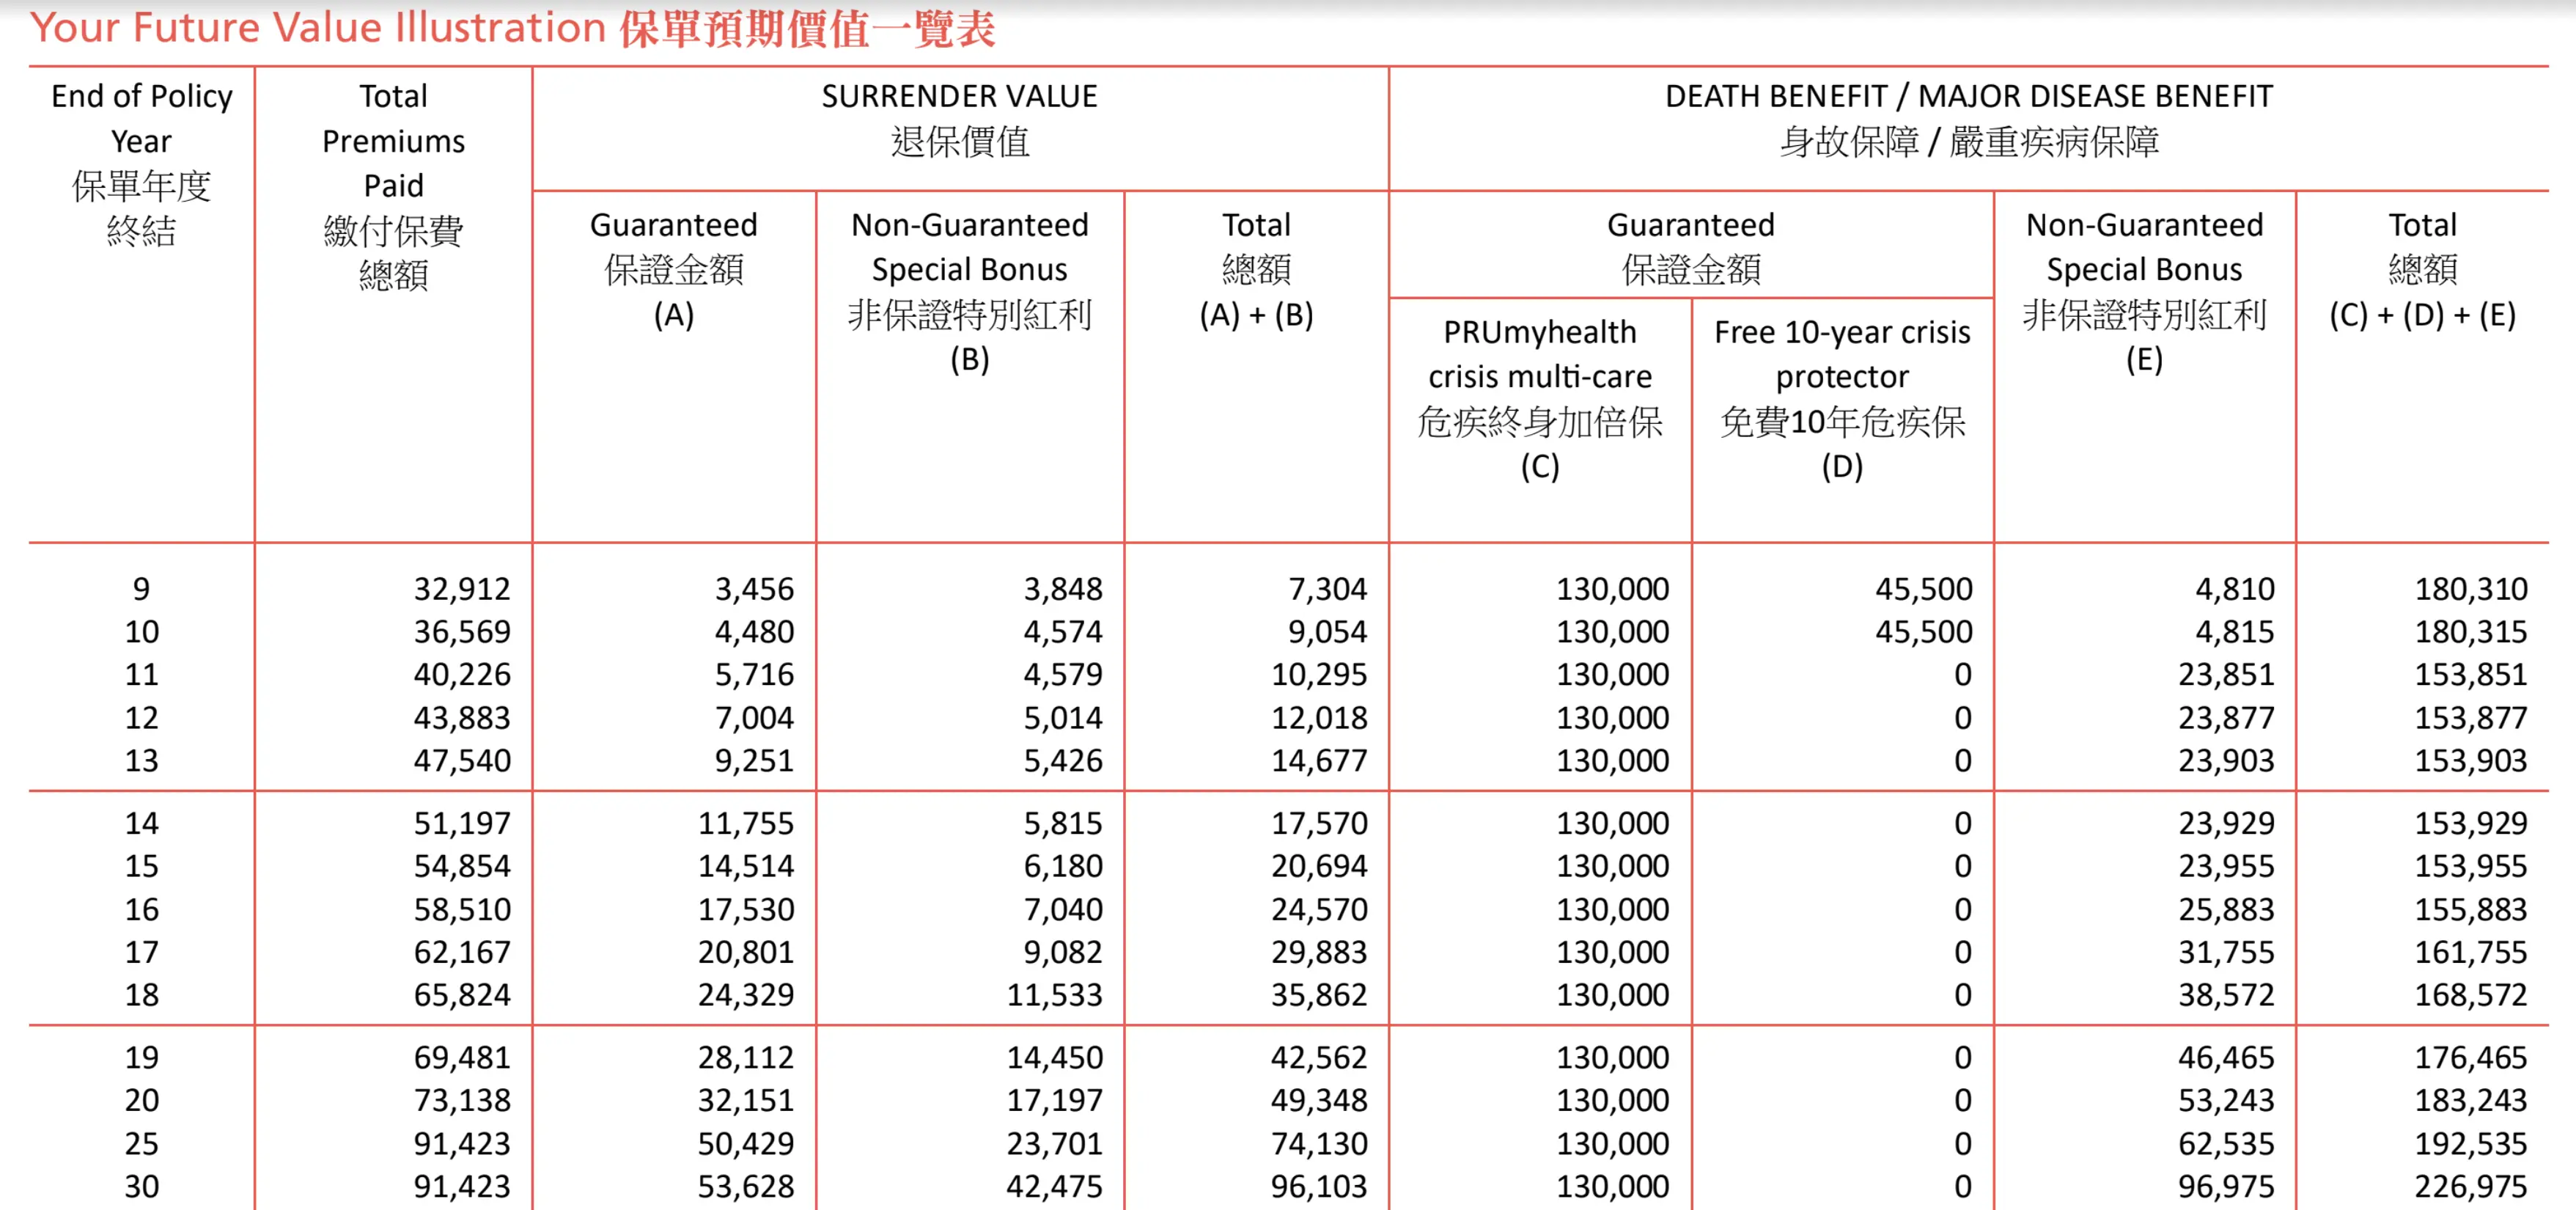 Your Future Value Illustration 保單預期價值一覽表
End of Policy
Year
保單年度
終結
Total
Premiums
Paid
繳付保費
總額
SURRENDER VALUE
退保價值
DEATH BENEFIT / MAJOR DISEASE BENEFIT
身故保障 / 嚴重疾病保障
Guaranteed
保證金額
(A)
Non-Guaranteed
Special Bonus
非保證特別紅利
(B)
Total
總額
(A) + (B)
Guaranteed
保證金額
PRUmyhealth
crisis multi-care
危疾終身加倍保
(C)
Free 10-year crisis
protector
免費10年危疾保
(D)
Non-Guaranteed
Special Bonus
非保證特別紅利
(E)
Total
總額
(C) + (D) + (E)
9 32,912 3,456 3,848 7,304 130,000 45,500 4,810 180,310
10 36,569 4,480 4,574 9,054 130,000 45,500 4,815 180,315
11 40,226 5,716 4,579 10,295 130,000 0 23,851 153,851
12 43,883 7,004 5,014 12,018 130,000 0 23,877 153,877
13 47,540 9,251 5,426 14,677 130,000 0 23,903 153,903
14 51,197 11,755 5,815 17,570 130,000 0 23,929 153,929
15 54,854 14,514 6,180 20,694 130,000 0 23,955 153,955
16 58,510 17,530 7,040 24,570 130,000 0 25,883 155,883
17 62,167 20,801 9,082 29,883 130,000 0 31,755 161,755
18 65,824 24,329 11,533 35,862 130,000 0 38,572 168,572
19 69,481 28,112 14,450 42,562 130,000 0 46,465 176,465
20 73,138 32,151 17,197 49,348 130,000 0 53,243 183,243
25 91,423 50,429 23,701 74,130 130,000 0 62,535 192,535
30 91,423 53,628 42,475 96,103 130,000 0 96,975 226,975